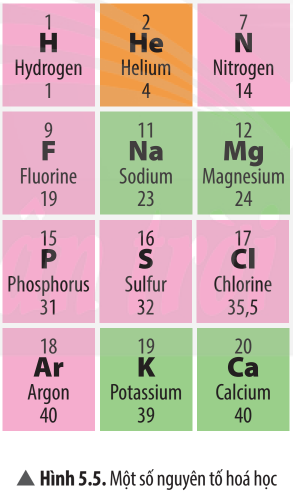 1 2 7
H He N
Hydrogen Helium Nitrogen
1 4 14
9 11 12
F Na Mg
Fluorine Sodium Magnesium
19 23 24
15 16 17
P S Cl
Phosphorus Sulfur Chlorine
31 32 35,5
18 19 20
Ar K Ca
Argon Potassium Calcium
40 39 40
▲ Hình 5.5. Một số nguyên tố hoá học